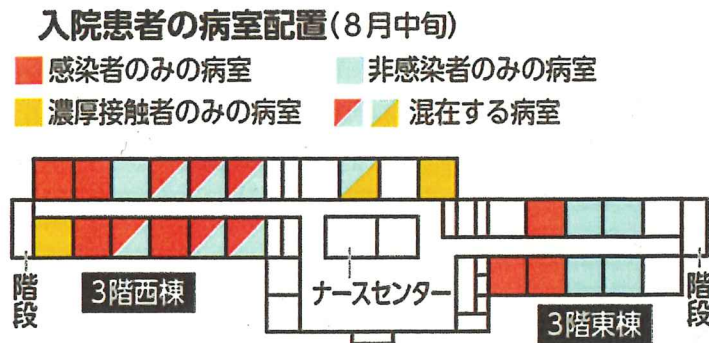 入院患者の病室配置(8月中旬)
感染者のみの病室
非感染者のみの病室
濃厚接触者のみの病室
混在する病室
階段
3階西棟
ナースセンター
3階東棟
階段